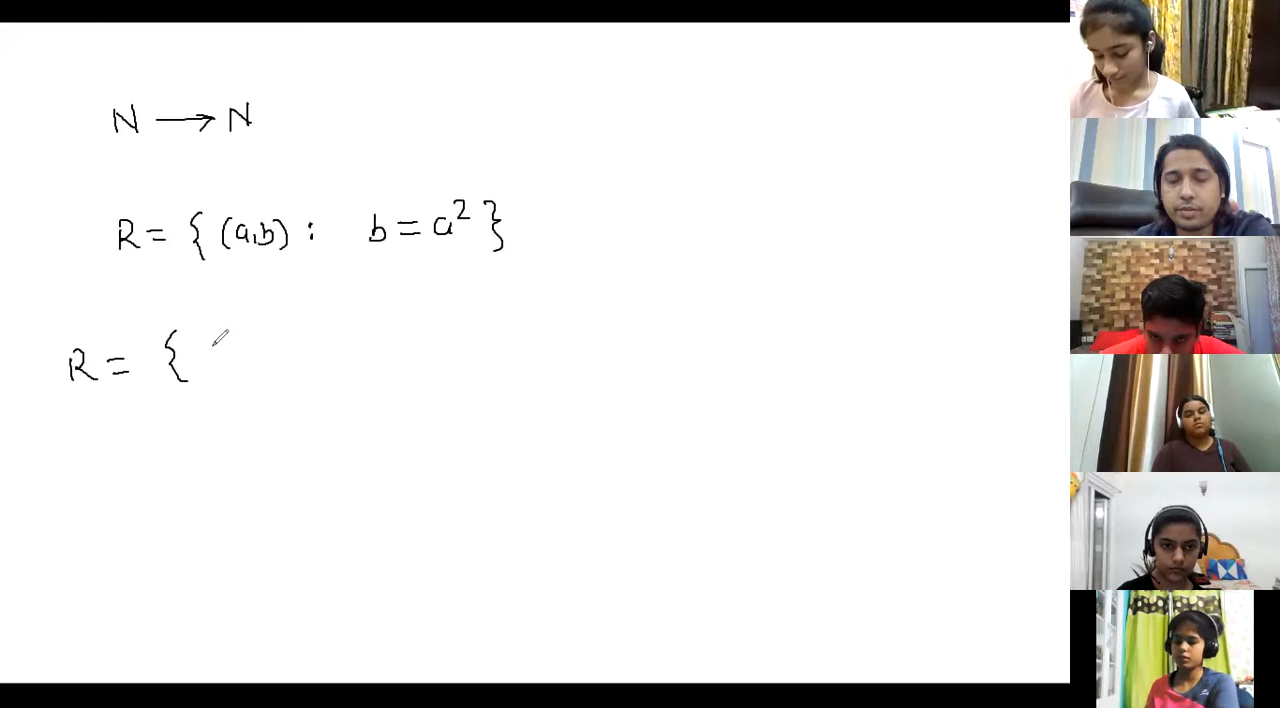 N → N
R = { (a,b) : b = a² }
R = {